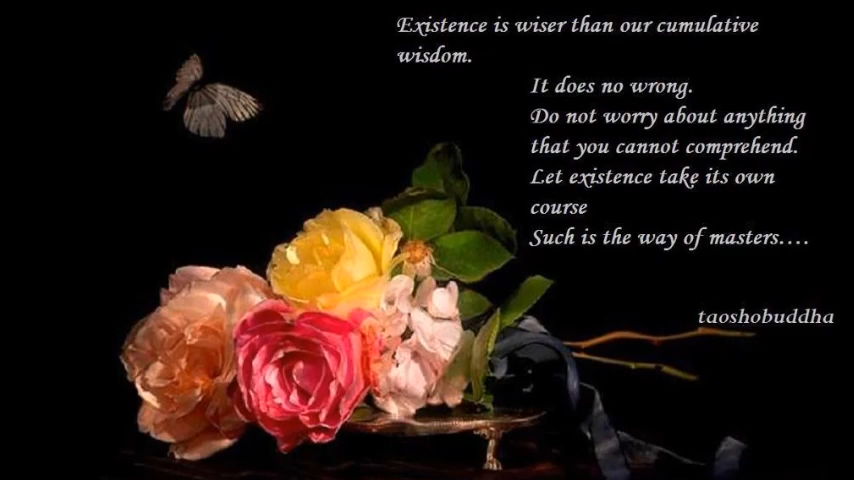 Existence is wiser than our cumulative
wisdom.
It does no wrong.
Do not worry about anything
that you cannot comprehend.
Let existence take its own
course
Such is the way of masters....
taoshobuddha